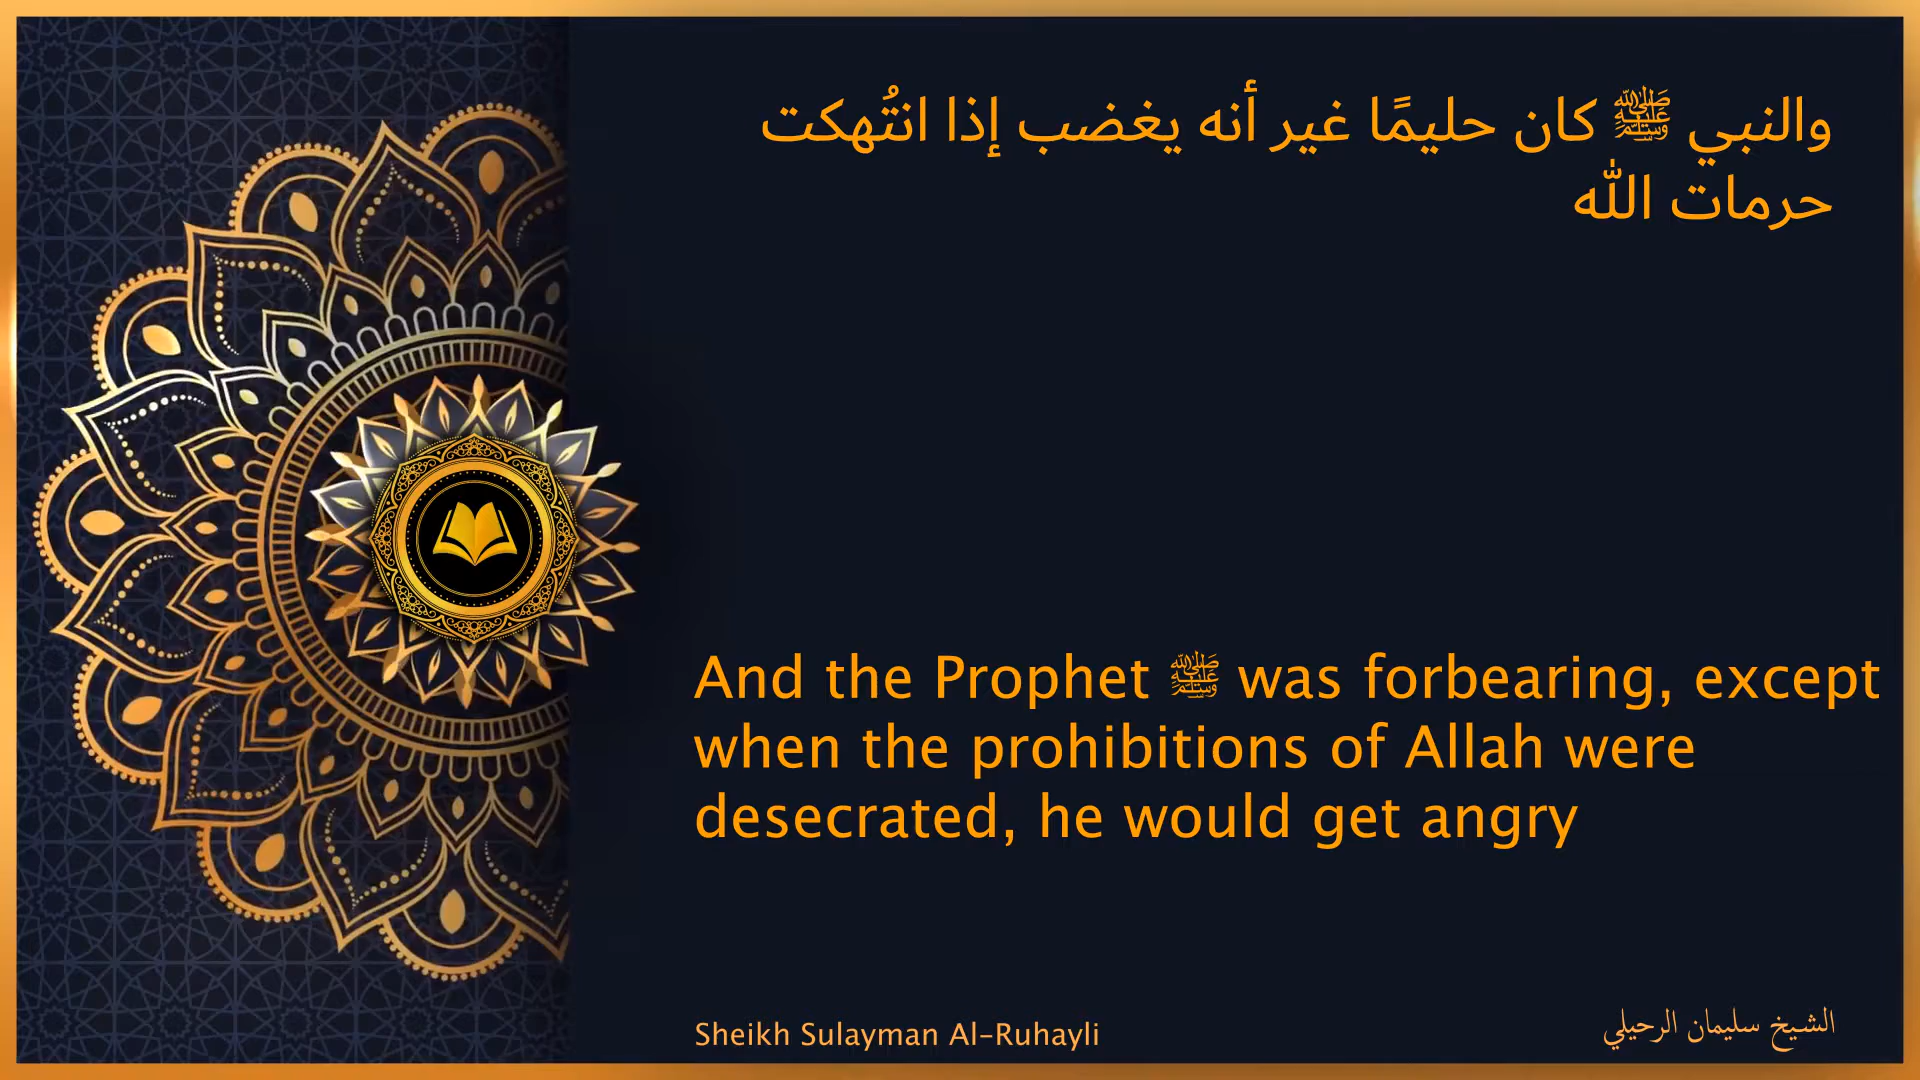 والنبي ﷺ كان حليمًا غير أنه يغضب إذا انتُهكت
حرمات الله
And the Prophet ﷺ was forbearing, except
when the prohibitions of Allah were
desecrated, he would get angry
Sheikh Sulayman Al-Ruhayli
الشيخ سليمان الرحيلي